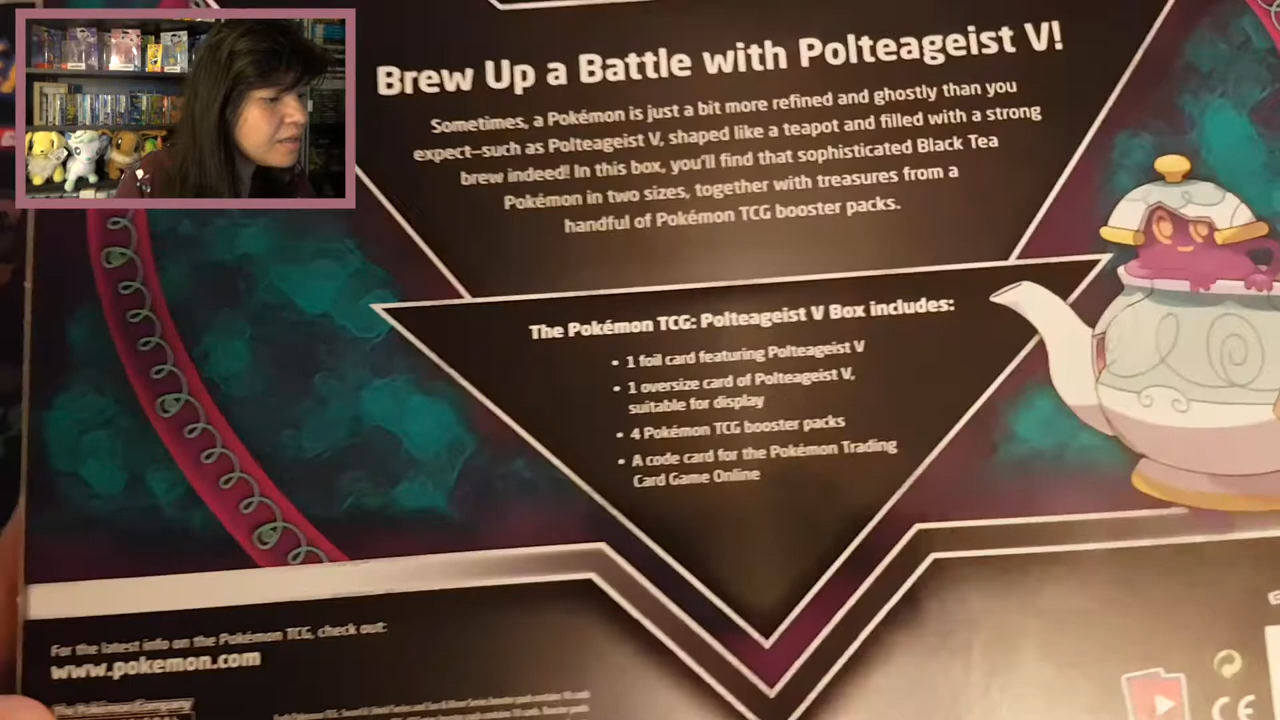 Brew Up a Battle with Polteageist V!
Sometimes, a Pokémon is just a bit more refined and ghostly than you
expect—such as Polteageist V, shaped like a teapot and filled with a strong
brew indeed! In this box, you'll find that sophisticated Black Tea
Pokémon in two sizes, together with treasures from a
handful of Pokémon TCG booster packs.
The Pokémon TCG: Polteageist V Box includes:
• 1 foil card featuring Polteageist V
• 1 oversize card of Polteageist V,
suitable for display
• 4 Pokémon TCG booster packs
• A code card for the Pokémon Trading
Card Game Online
For the latest info on the Pokémon TCG, check out:
www.pokemon.com
The Pokémon Company
CE